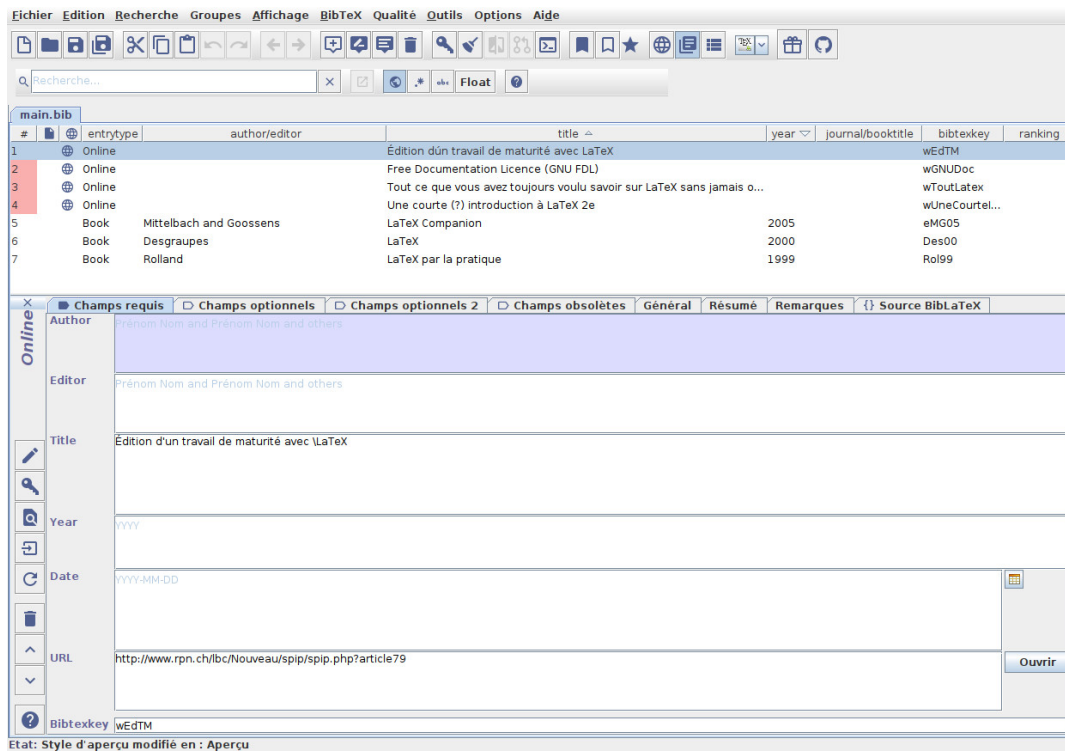 Fichier Edition Recherche Groupes Affichage BibTeX Qualité Outils Options Aide
Recherche... Float
main.bib
# entrytype author/editor title year journal/booktitle bibtexkey ranking
1 Online Édition dún travail de maturité avec LaTeX wEdTM
2 Online Free Documentation Licence (GNU FDL) wGNUDoc
3 Online Tout ce que vous avez toujours voulu savoir sur LaTeX sans jamais o... wToutLatex
4 Online Une courte (?) introduction à LaTeX 2e wUneCourteI...
5 Book Mittelbach and Goossens LaTeX Companion 2005 eMG05
6 Book Desgraupes LaTeX 2000 Des00
7 Book Rolland LaTeX par la pratique 1999 Rol99
Champs requis Champs optionnels Champs optionnels 2 Champs obsolètes Général Résumé Remarques {} Source BibLaTeX
Online
Author Prénom Nom and Prénom Nom and others
Editor Prénom Nom and Prénom Nom and others
Title Édition d'un travail de maturité avec \LaTeX
Year YYYY
Date YYYY-MM-DD
URL http://www.rpn.ch/lbc/Nouveau/spip/spip.php?article79 Ouvrir
Bibtexkey wEdTM
Etat: Style d'aperçu modifié en : Aperçu